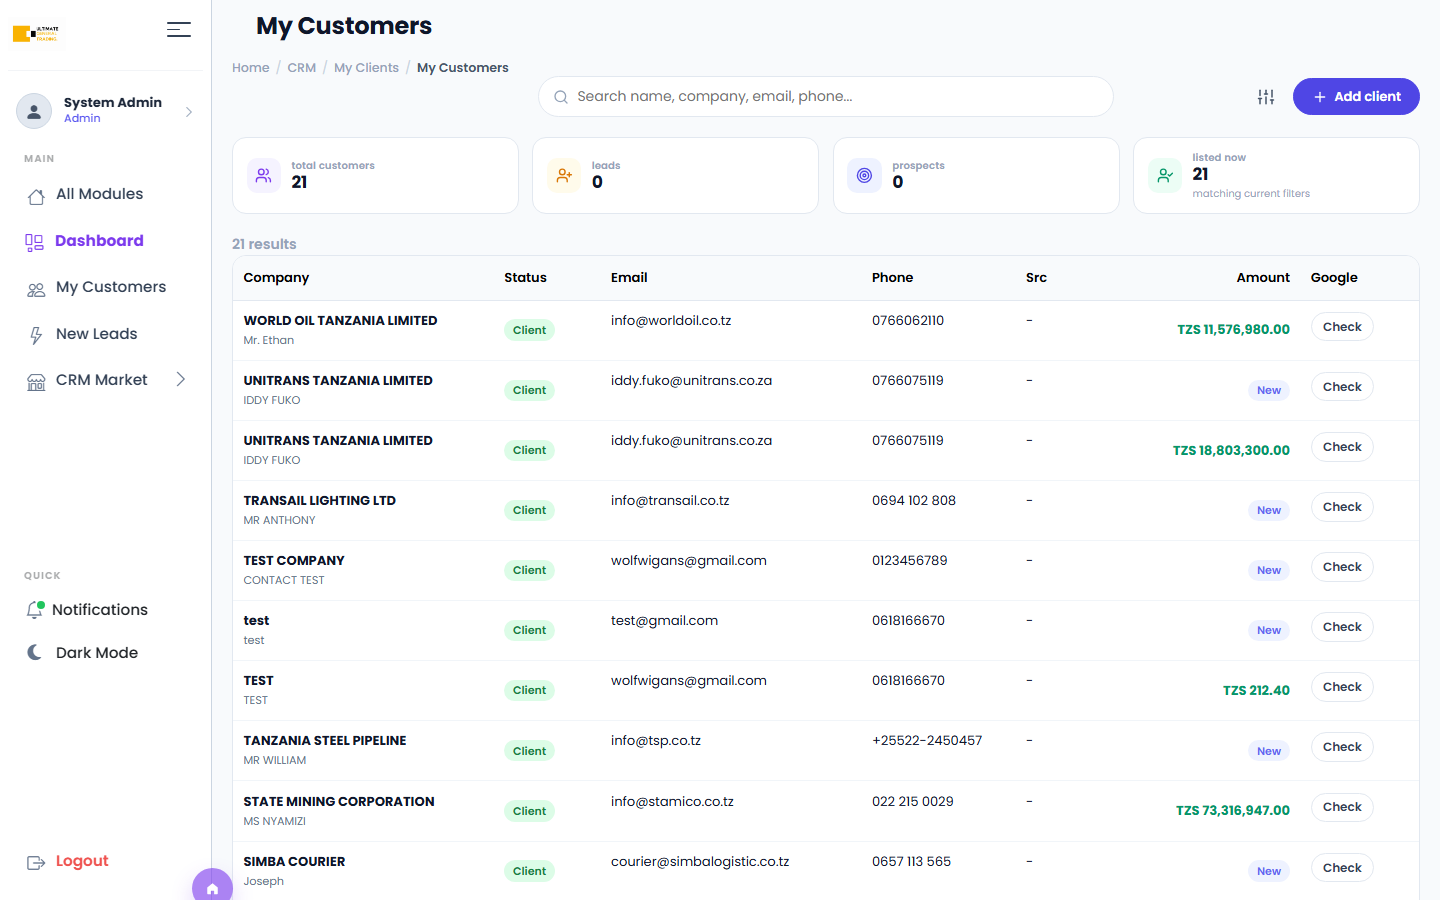 ULTIMATE
My Customers
System Admin
Admin
MAIN
All Modules
Dashboard
My Customers
New Leads
CRM Market
QUICK
Notifications
Dark Mode
Logout
Home / CRM / My Clients / My Customers
Search name, company, email, phone...
+ Add client
total customers
21
leads
0
prospects
0
listed now
21
matching current filters
21 results
Company Status Email Phone Src Amount Google
WORLD OIL TANZANIA LIMITED Client info@worldoil.co.tz 0766062110 - TZS 11,576,980.00 Check
Mr. Ethan
UNITRANS TANZANIA LIMITED Client iddy.fuko@unitrans.co.za 0766075119 - New Check
IDDY FUKO
UNITRANS TANZANIA LIMITED Client iddy.fuko@unitrans.co.za 0766075119 - TZS 18,803,300.00 Check
IDDY FUKO
TRANSAIL LIGHTING LTD Client info@transail.co.tz 0694 102 808 - New Check
MR ANTHONY
TEST COMPANY Client wolfwigans@gmail.com 0123456789 - New Check
CONTACT TEST
test Client test@gmail.com 0618166670 - New Check
test
TEST Client wolfwigans@gmail.com 0618166670 - TZS 212.40 Check
TEST
TANZANIA STEEL PIPELINE Client info@tsp.co.tz +25522-2450457 - New Check
MR WILLIAM
STATE MINING CORPORATION Client info@stamico.co.tz 022 215 0029 - TZS 73,316,947.00 Check
MS NYAMIZI
SIMBA COURIER Client courier@simbalogistic.co.tz 0657 113 565 - New Check
Joseph